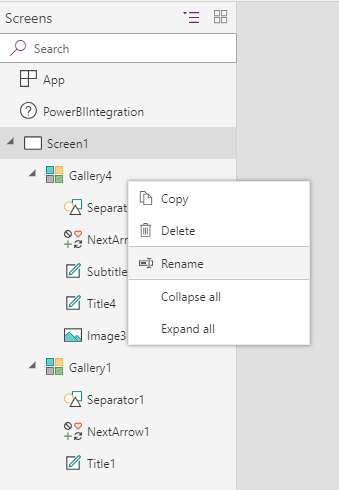 Screens
Search
App
PowerBIIntegration
Screen1
Gallery4
Separat
Copy
Delete
NextArro
Rename
Subtitle
Collapse all
Title4
Expand all
Image3
Gallery1
Separator1
NextArrow1
Title1